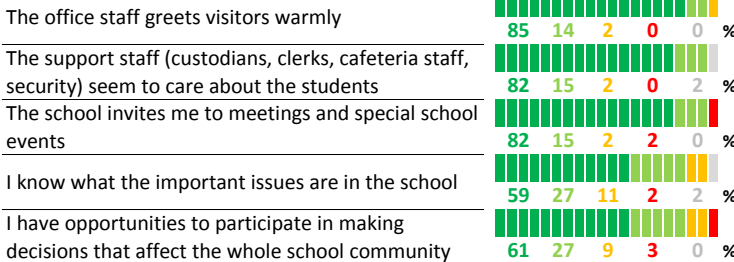 The office staff greets visitors warmly
85 14 2 0 0 %
The support staff (custodians, clerks, cafeteria staff,
security) seem to care about the students
82 15 2 0 2 %
The school invites me to meetings and special school
events
82 15 2 2 0 %
I know what the important issues are in the school
59 27 11 2 2 %
I have opportunities to participate in making
decisions that affect the whole school community
61 27 9 3 0 %